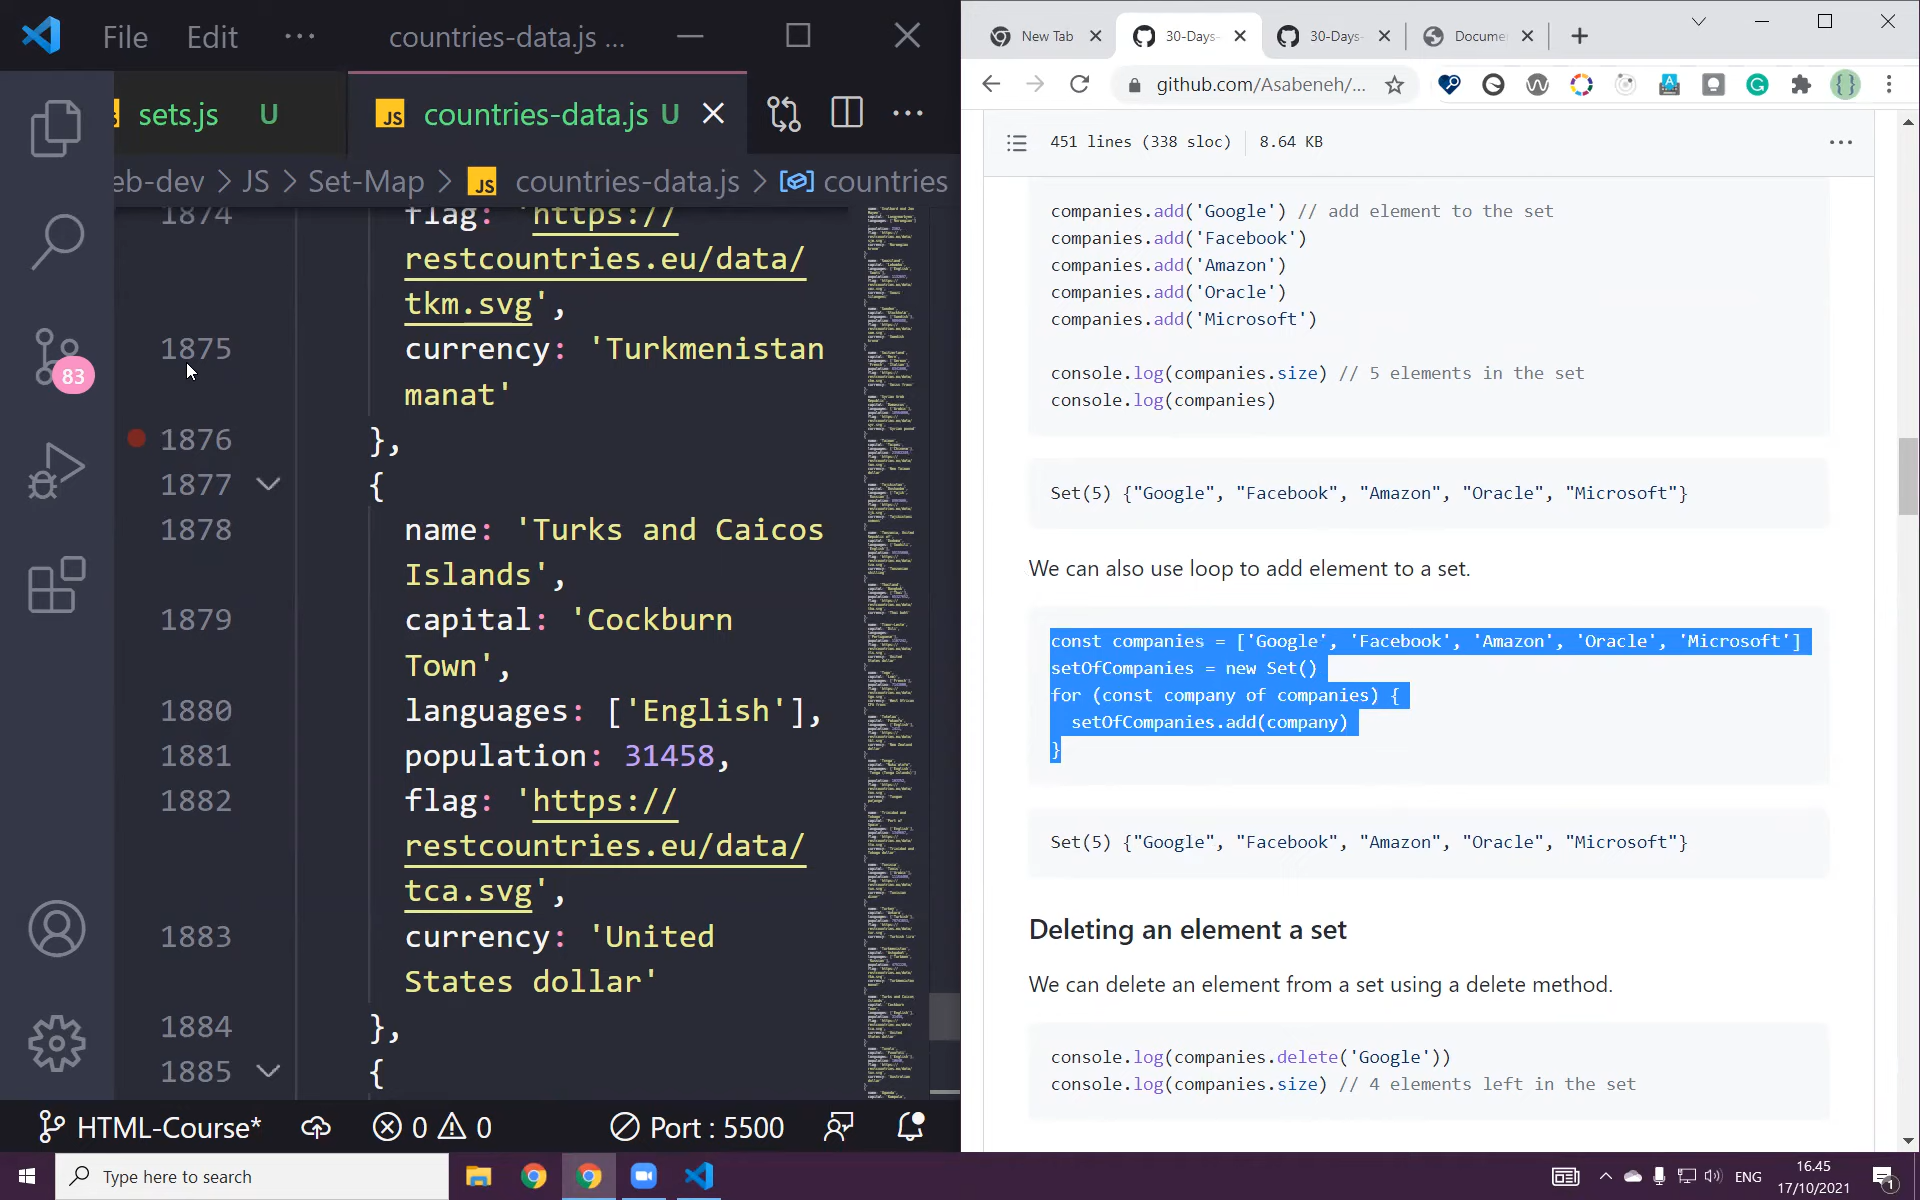 File Edit ··· countries-data.js ...
sets.js U countries-data.js U
eb-dev > JS > Set-Map > JS countries-data.js > countries
1874 flag: 'https://
restcountries.eu/data/
tkm.svg',
1875 currency: 'Turkmenistan
manat'
1876 },
1877 {
1878 name: 'Turks and Caicos
Islands',
1879 capital: 'Cockburn
Town',
1880 languages: ['English'],
1881 population: 31458,
1882 flag: 'https://
restcountries.eu/data/
tca.svg',
1883 currency: 'United
States dollar'
1884 },
1885 {
83
HTML-Course* 0 0 Port : 5500
New Tab 30-Days- 30-Days- Docume
github.com/Asabeneh/...
451 lines (338 sloc) 8.64 KB
companies.add('Google') // add element to the set
companies.add('Facebook')
companies.add('Amazon')
companies.add('Oracle')
companies.add('Microsoft')
console.log(companies.size) // 5 elements in the set
console.log(companies)
Set(5) {"Google", "Facebook", "Amazon", "Oracle", "Microsoft"}
We can also use loop to add element to a set.
const companies = ['Google', 'Facebook', 'Amazon', 'Oracle', 'Microsoft']
setOfCompanies = new Set()
for (const company of companies) {
setOfCompanies.add(company)
}
Set(5) {"Google", "Facebook", "Amazon", "Oracle", "Microsoft"}
Deleting an element a set
We can delete an element from a set using a delete method.
console.log(companies.delete('Google'))
console.log(companies.size) // 4 elements left in the set
Type here to search
ENG
16.45
17/10/2021
1